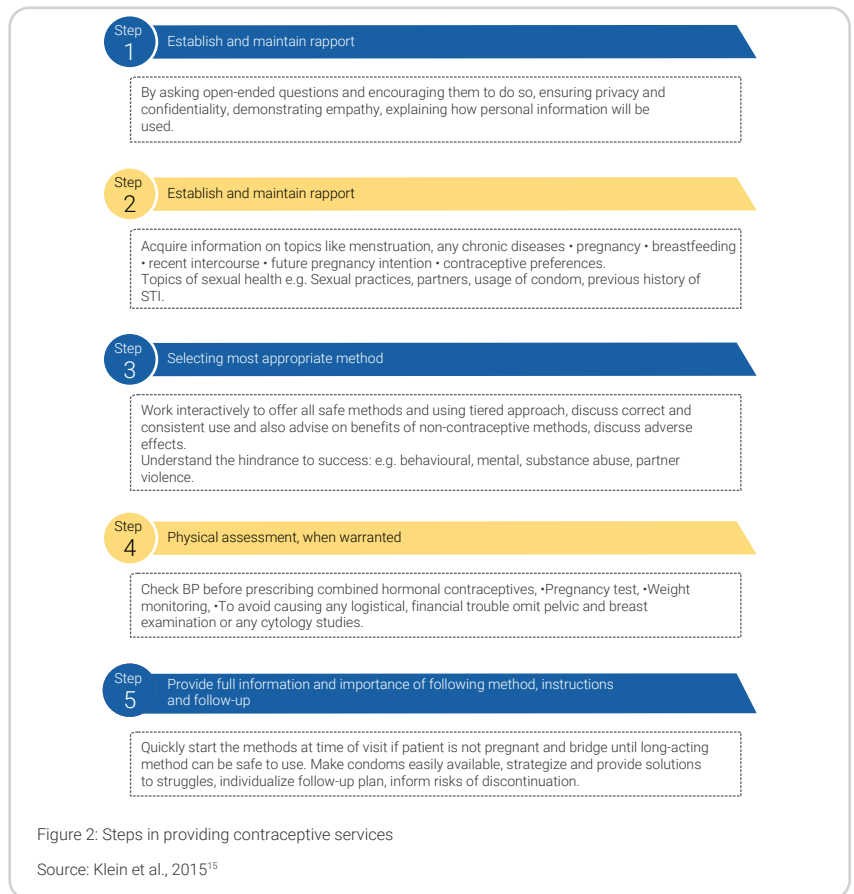 Step
1
Establish and maintain rapport
By asking open-ended questions and encouraging them to do so, ensuring privacy and
confidentiality, demonstrating empathy, explaining how personal information will be
used.
Step
2
Establish and maintain rapport
Acquire information on topics like menstruation, any chronic diseases • pregnancy • breastfeeding
• recent intercourse • future pregnancy intention • contraceptive preferences.
Topics of sexual health e.g. Sexual practices, partners, usage of condom, previous history of
STI.
Step
3
Selecting most appropriate method
Work interactively to offer all safe methods and using tiered approach, discuss correct and
consistent use and also advise on benefits of non-contraceptive methods, discuss adverse
effects.
Understand the hindrance to success: e.g. behavioural, mental, substance abuse, partner
violence.
Step
4
Physical assessment, when warranted
Check BP before prescribing combined hormonal contraceptives, •Pregnancy test, •Weight
monitoring, •To avoid causing any logistical, financial trouble omit pelvic and breast
examination or any cytology studies.
Step
5
Provide full information and importance of following method, instructions
and follow-up
Quickly start the methods at time of visit if patient is not pregnant and bridge until long-acting
method can be safe to use. Make condoms easily available, strategize and provide solutions
to struggles, individualize follow-up plan, inform risks of discontinuation.
Figure 2: Steps in providing contraceptive services
Source: Klein et al., 2015¹⁵